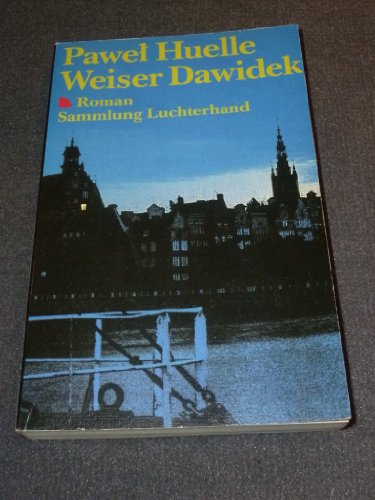 Paweł Huelle
Weiser Dawidek
Roman
Sammlung Luchterhand